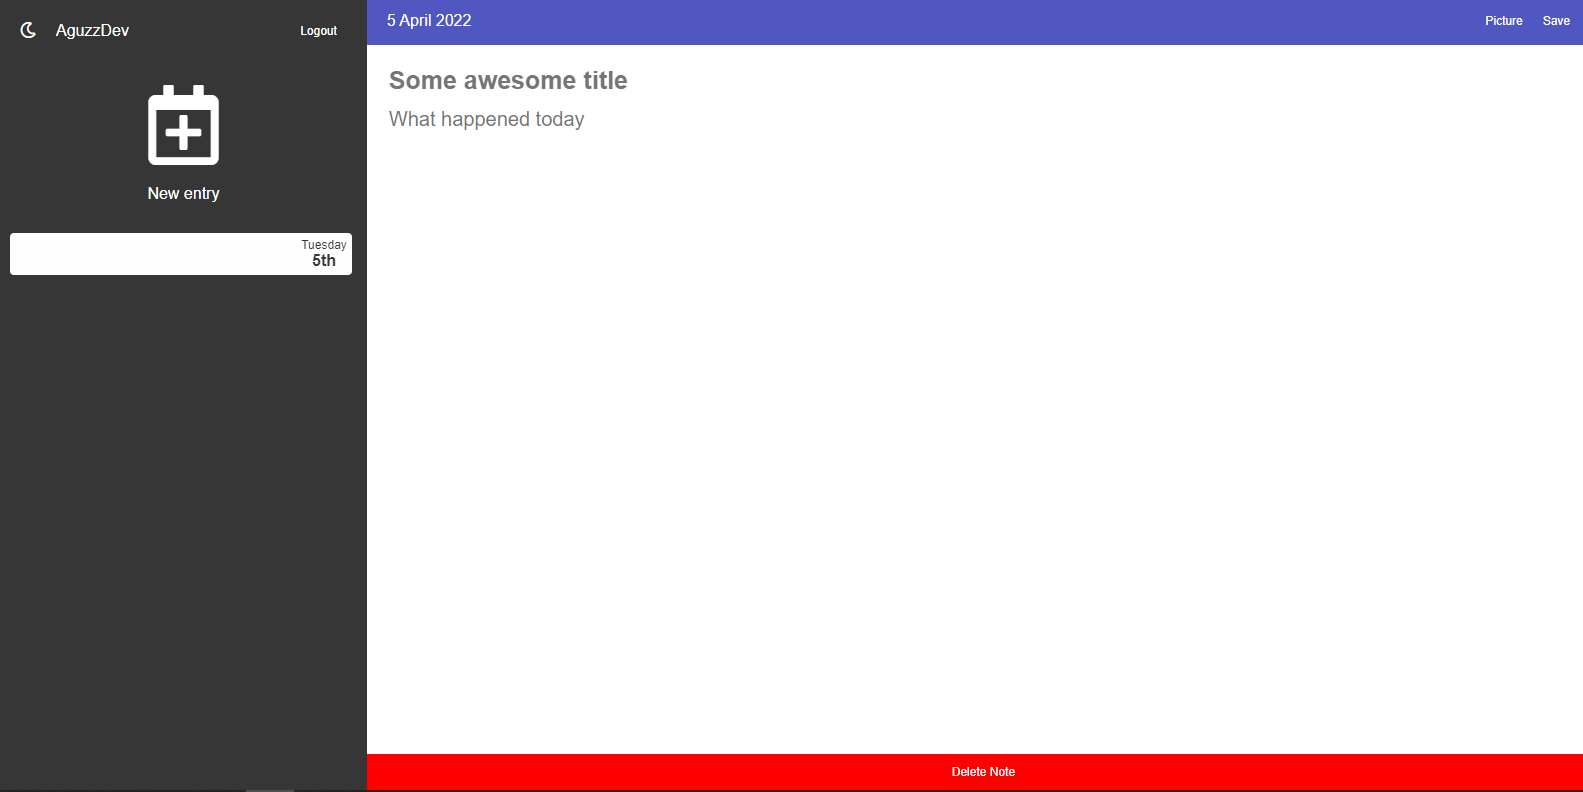 AguzzDev
Logout
New entry
Tuesday
5th
5 April 2022
Picture
Save
Some awesome title
What happened today
Delete Note